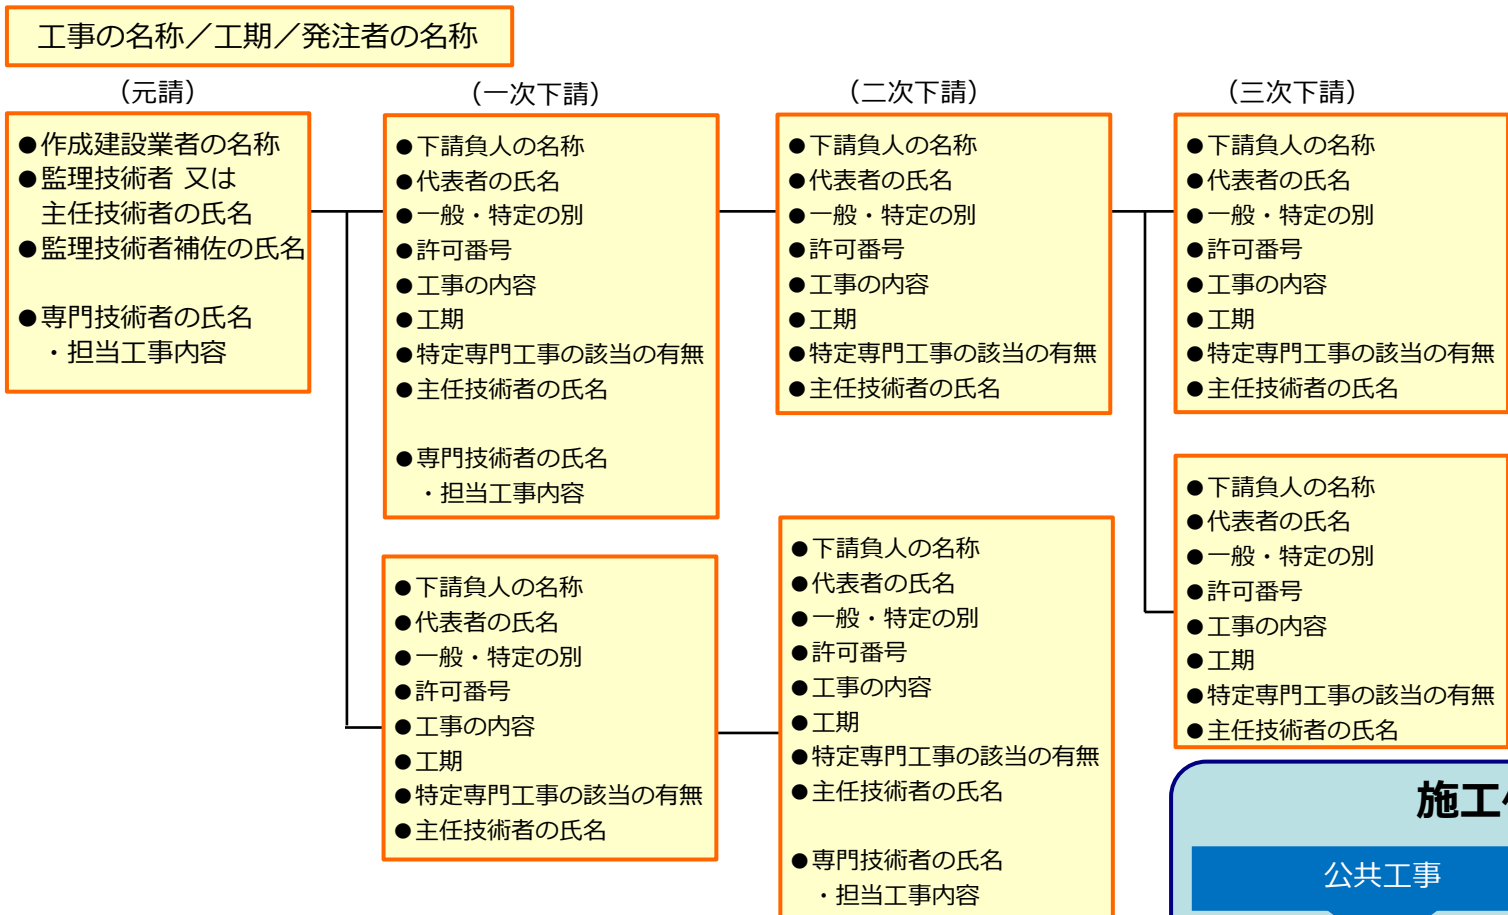 工事の名称／工期／発注者の名称
（元請）
（一次下請）
（二次下請）
（三次下請）
●作成建設業者の名称
●監理技術者 又は
主任技術者の氏名
●監理技術者補佐の氏名
●専門技術者の氏名
・担当工事内容
●下請負人の名称
●代表者の氏名
●一般・特定の別
●許可番号
●工事の内容
●工期
●特定専門工事の該当の有無
●主任技術者の氏名
●専門技術者の氏名
・担当工事内容
●下請負人の名称
●代表者の氏名
●一般・特定の別
●許可番号
●工事の内容
●工期
●特定専門工事の該当の有無
●主任技術者の氏名
●下請負人の名称
●代表者の氏名
●一般・特定の別
●許可番号
●工事の内容
●工期
●特定専門工事の該当の有無
●主任技術者の氏名
●下請負人の名称
●代表者の氏名
●一般・特定の別
●許可番号
●工事の内容
●工期
●特定専門工事の該当の有無
●主任技術者の氏名
●下請負人の名称
●代表者の氏名
●一般・特定の別
●許可番号
●工事の内容
●工期
●特定専門工事の該当の有無
●主任技術者の氏名
●専門技術者の氏名
・担当工事内容
●下請負人の名称
●代表者の氏名
●一般・特定の別
●許可番号
●工事の内容
●工期
●特定専門工事の該当の有無
●主任技術者の氏名
施工
公共工事